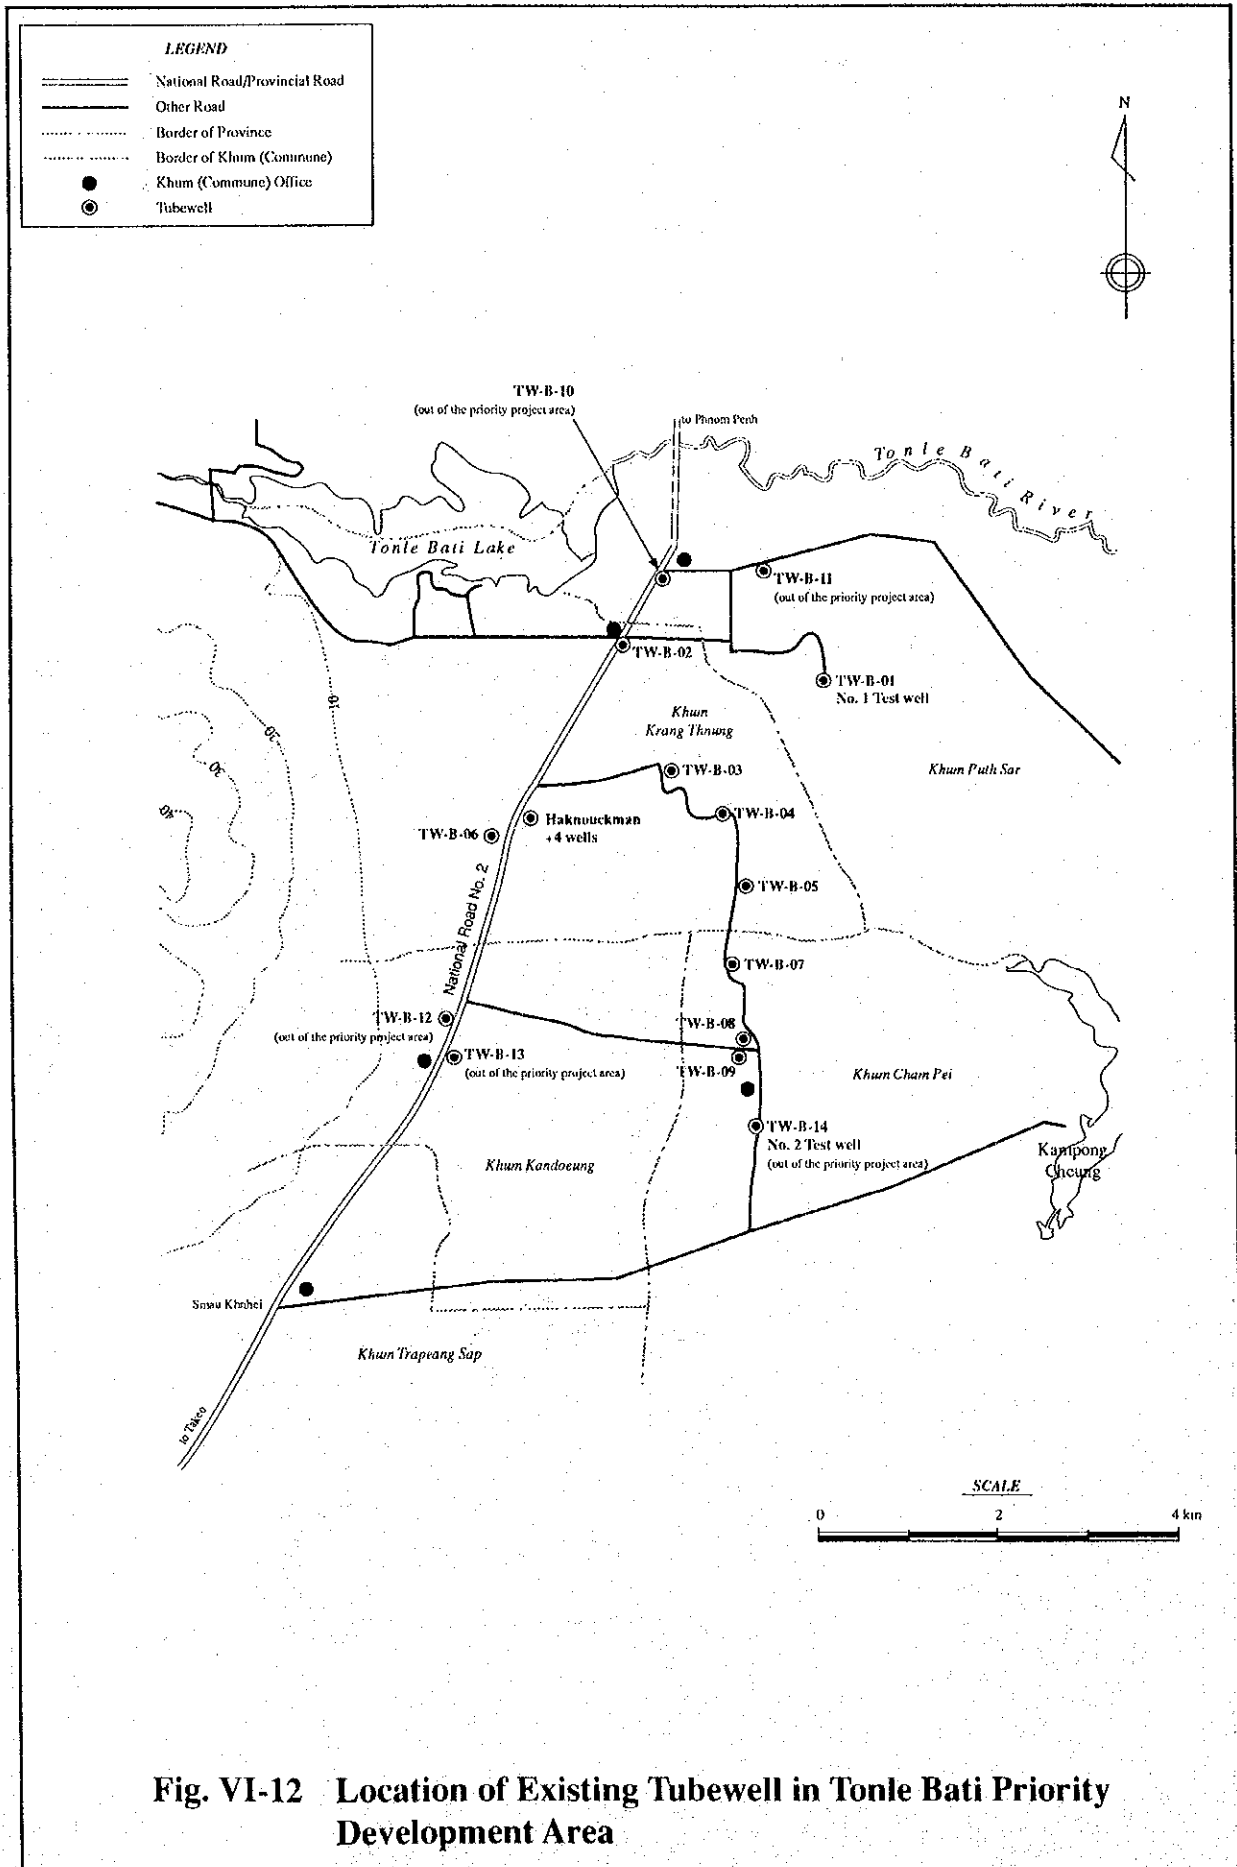 LEGEND
National Road/Provincial Road
Other Road
Border of Province
Border of Khum (Commune)
Khum (Commune) Office
Tubewell
N
TW-B-10
(out of the priority project area)
to Phnom Penh
Tonle Bati River
Tonle Bati Lake
TW-B-11
(out of the priority project area)
TW-B-02
TW-B-01
No. 1 Test well
10
20
30
40
Khum
Krang Thnung
Khum Puth Sar
TW-B-03
TW-B-04
Haknouckman
+4 wells
TW-B-06
TW-B-05
National Road No. 2
TW-B-07
TW-B-12
(out of the priority project area)
TW-B-08
TW-B-13
(out of the priority project area)
TW-B-09
Khum Cham Pei
TW-B-14
No. 2 Test well
(out of the priority project area)
Khum Kandoeung
Kampong
Cheung
Smau Khnhei
Khum Trapeang Sap
to Takeo
SCALE
0 2 4 km
Fig. VI-12 Location of Existing Tubewell in Tonle Bati Priority
Development Area